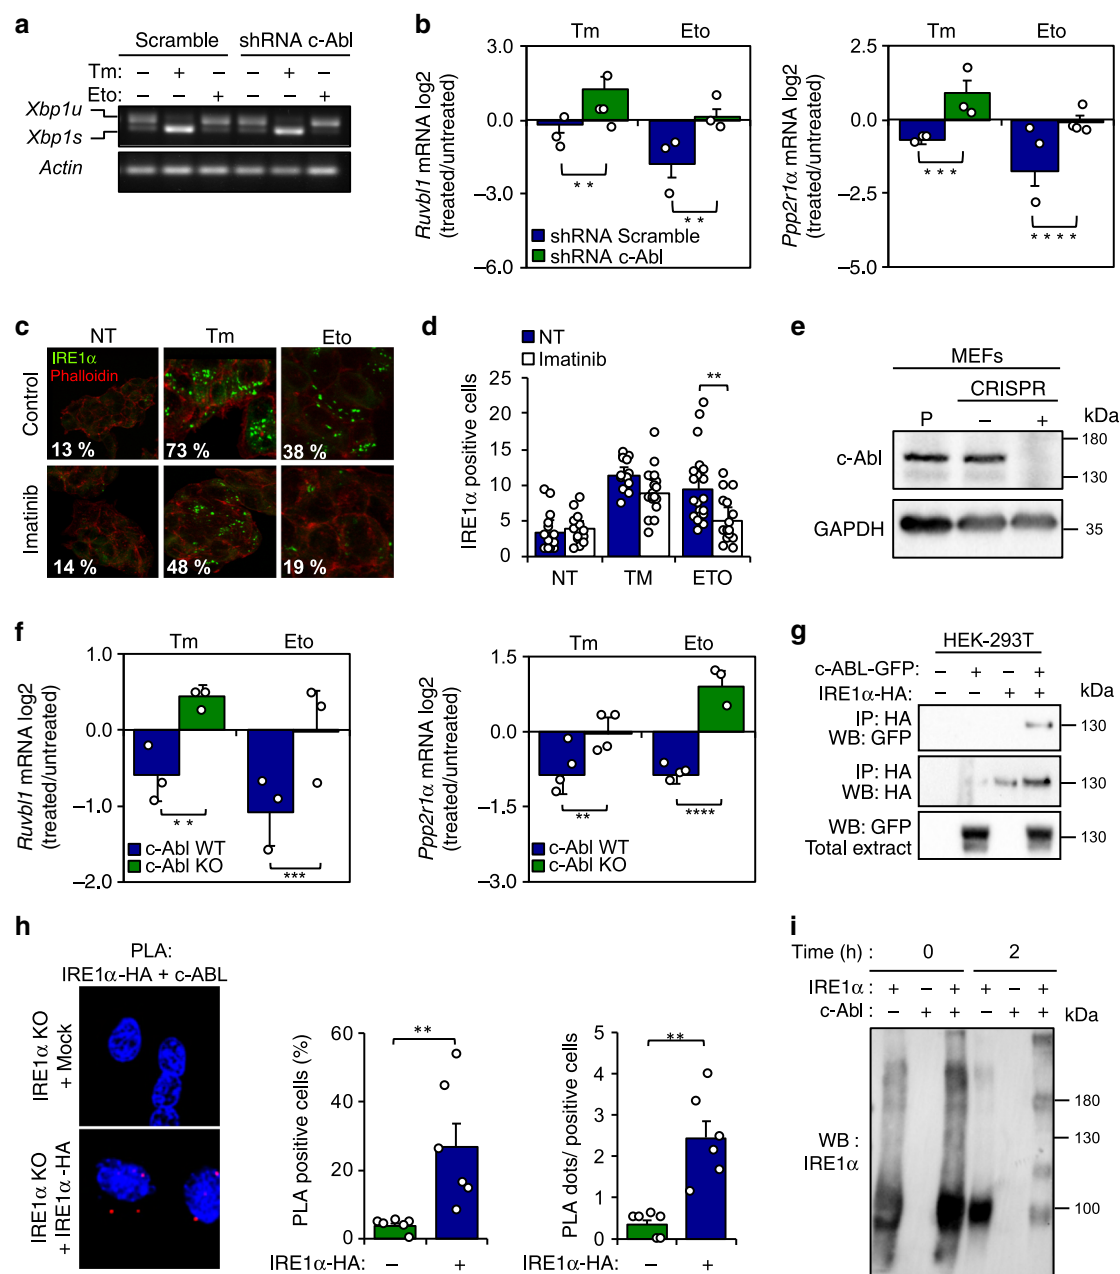 a
Scramble shRNA c-Abl
Tm: – + – – + –
Eto: – – + – – +
Xbp1u
Xbp1s
Actin
b
Tm Eto
Ruvbl1 mRNA log2
(treated/untreated)
3.0
0.0
–3.0
–6.0
** **
shRNA Scramble
shRNA c-Abl
Tm Eto
Ppp2r1α mRNA log2
(treated/untreated)
2.5
0.0
–2.5
–5.0
*** ****
c
NT Tm Eto
IRE1α
Phalloidin
Control
13 % 73 % 38 %
Imatinib
14 % 48 % 19 %
d
NT
Imatinib
IRE1α positive cells
25
20
15
10
5
0
**
NT TM ETO
e
MEFs
CRISPR
P – + kDa
c-Abl
180
130
GAPDH
35
f
Tm Eto
Ruvbl1 mRNA log2
(treated/untreated)
1.0
0.0
–1.0
–2.0
** ***
c-Abl WT
c-Abl KO
Tm Eto
Ppp2r1α mRNA log2
(treated/untreated)
1.5
0.0
–1.5
–3.0
** ****
c-Abl WT
c-Abl KO
g
HEK-293T
c-ABL-GFP: – + – +
IRE1α-HA: – – + + kDa
IP: HA
WB: GFP
130
IP: HA
WB: HA
130
WB: GFP
Total extract
130
h
PLA:
IRE1α-HA + c-ABL
IRE1α KO
+ Mock
IRE1α KO
+ IRE1α-HA
PLA positive cells (%)
60
40
20
0
**
IRE1α-HA: – +
PLA dots/ positive cells
5
4
3
2
1
0
**
IRE1α-HA: – +
i
Time (h) : 0 2
IRE1α : + – + + – +
c-Abl : – + + – + + kDa
180
130
100
WB :
IRE1α